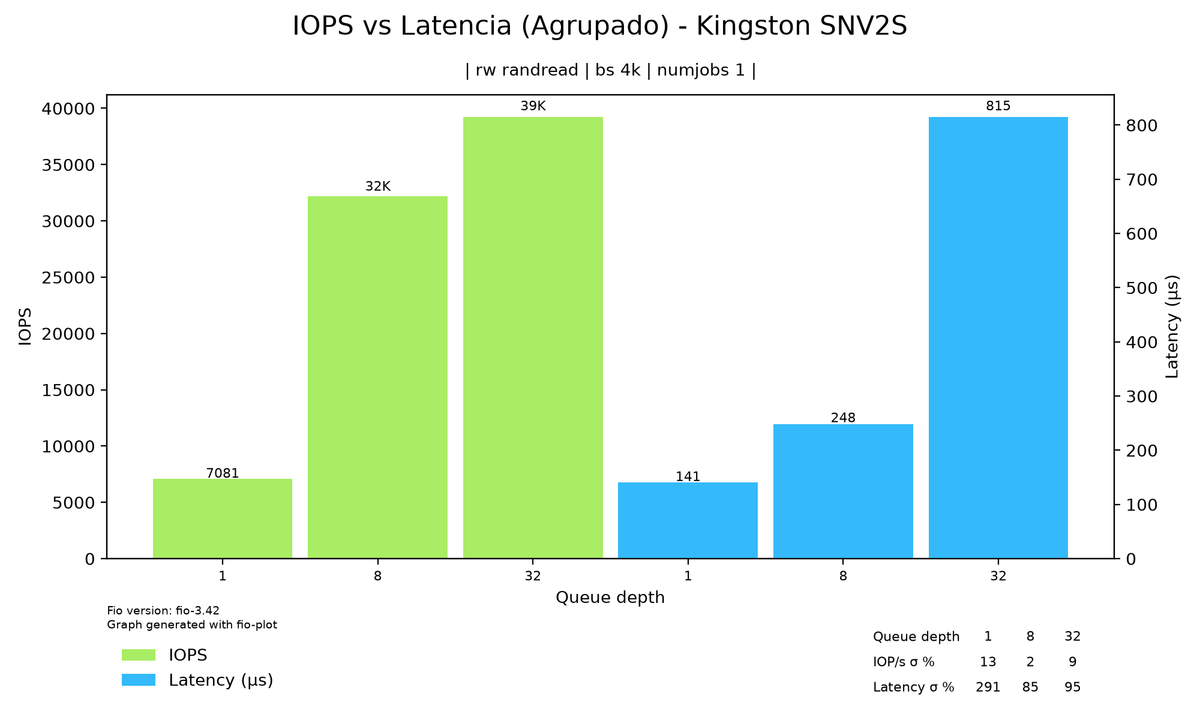 IOPS vs Latencia (Agrupado) - Kingston SNV2S
| rw randread | bs 4k | numjobs 1 |
40000
35000
30000
25000
20000
15000
10000
5000
0
IOPS
7081
32K
39K
141
248
815
800
700
600
500
400
300
200
100
0
Latency (µs)
1 8 32 1 8 32
Queue depth
Fio version: fio-3.42
Graph generated with fio-plot
IOPS
Latency (µs)
Queue depth 1 8 32
IOP/s σ % 13 2 9
Latency σ % 291 85 95